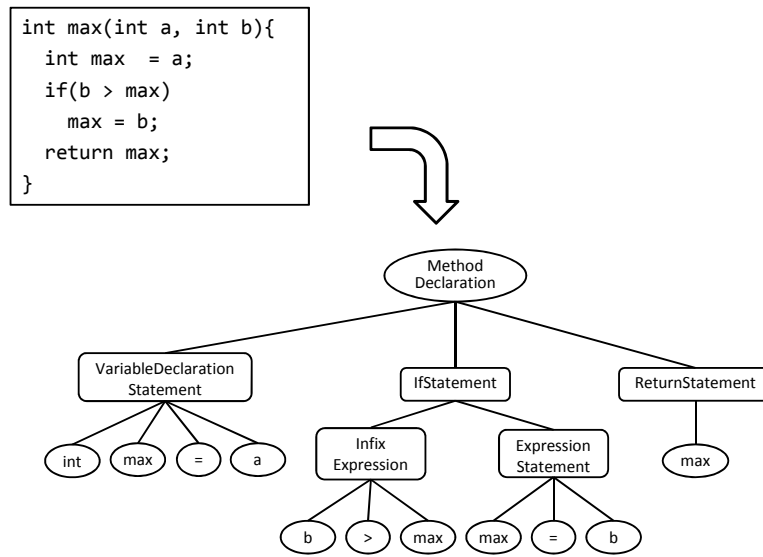 int max(int a, int b){
  int max  = a;
  if(b > max)
    max = b;
  return max;
}
Method
Declaration
VariableDeclaration
Statement
IfStatement
ReturnStatement
int
max
=
a
Infix
Expression
Expression
Statement
max
b
>
max
max
=
b